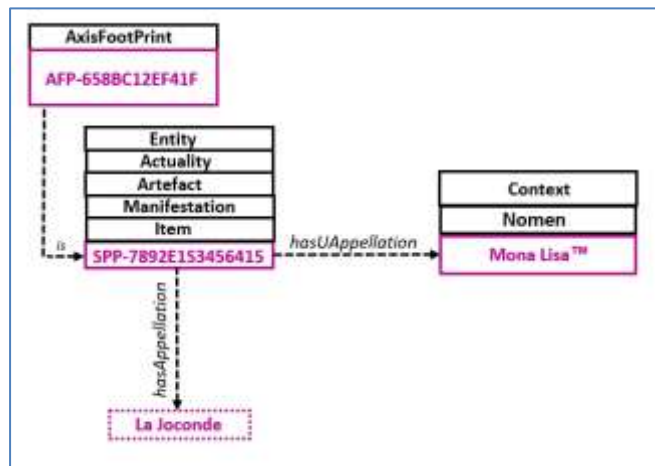 AxisFootPrint
AFP-658BC12EF41F
Entity
Actuality
Artefact
Manifestation
Item
is
SPP-7892E153456415
hasUAppellation
Context
Nomen
Mona Lisa™
hasAppellation
La Joconde